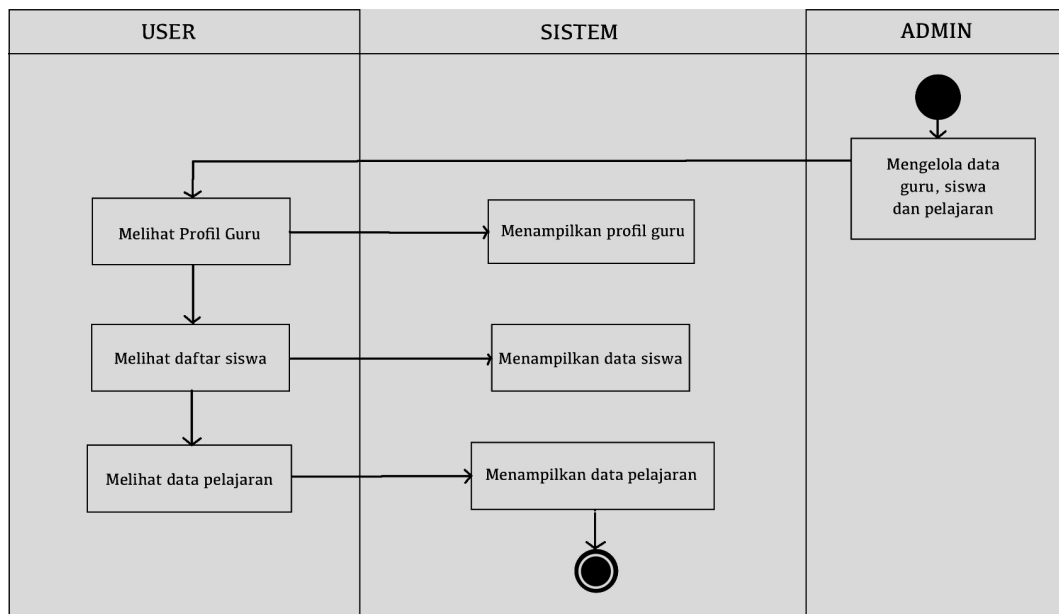 USER
SISTEM
ADMIN
Mengelola data
guru, siswa
dan pelajaran
Melihat Profil Guru
Menampilkan profil guru
Melihat daftar siswa
Menampilkan data siswa
Melihat data pelajaran
Menampilkan data pelajaran